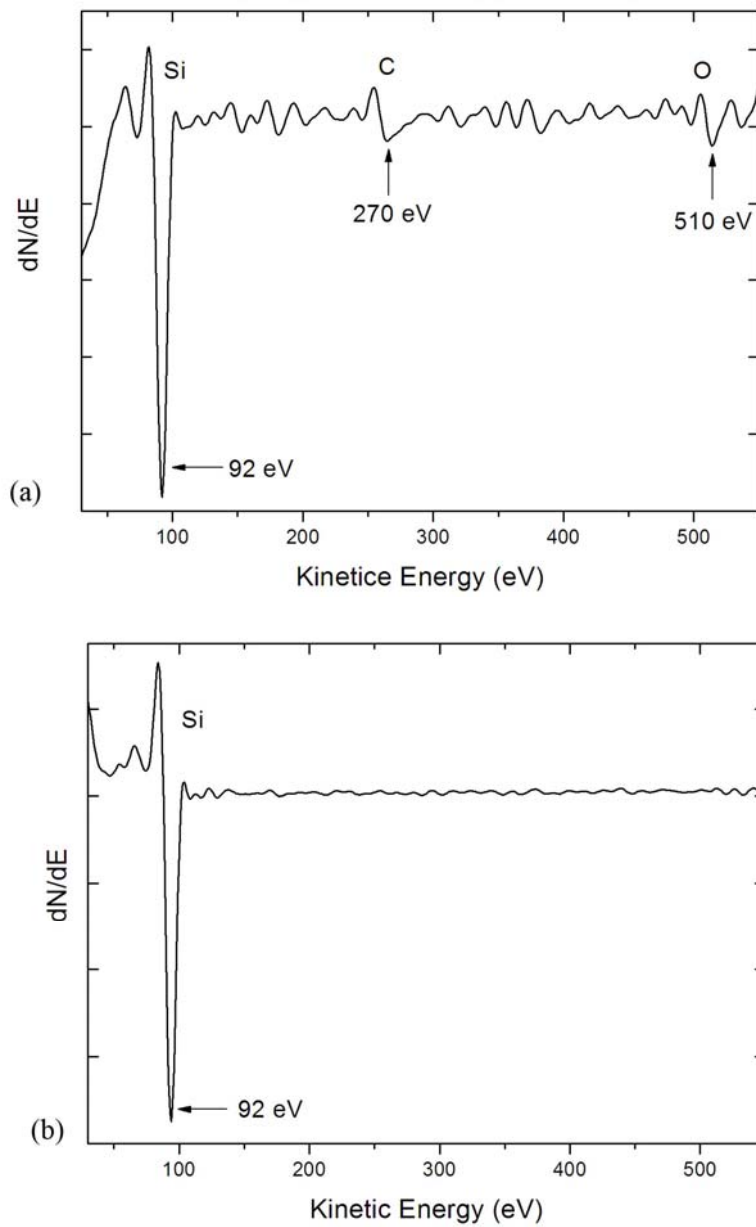 Si
C
O
dN/dE
270 eV
510 eV
92 eV
(a)
100 200 300 400 500
Kinetice Energy (eV)
Si
dN/dE
92 eV
(b)
100 200 300 400 500
Kinetic Energy (eV)